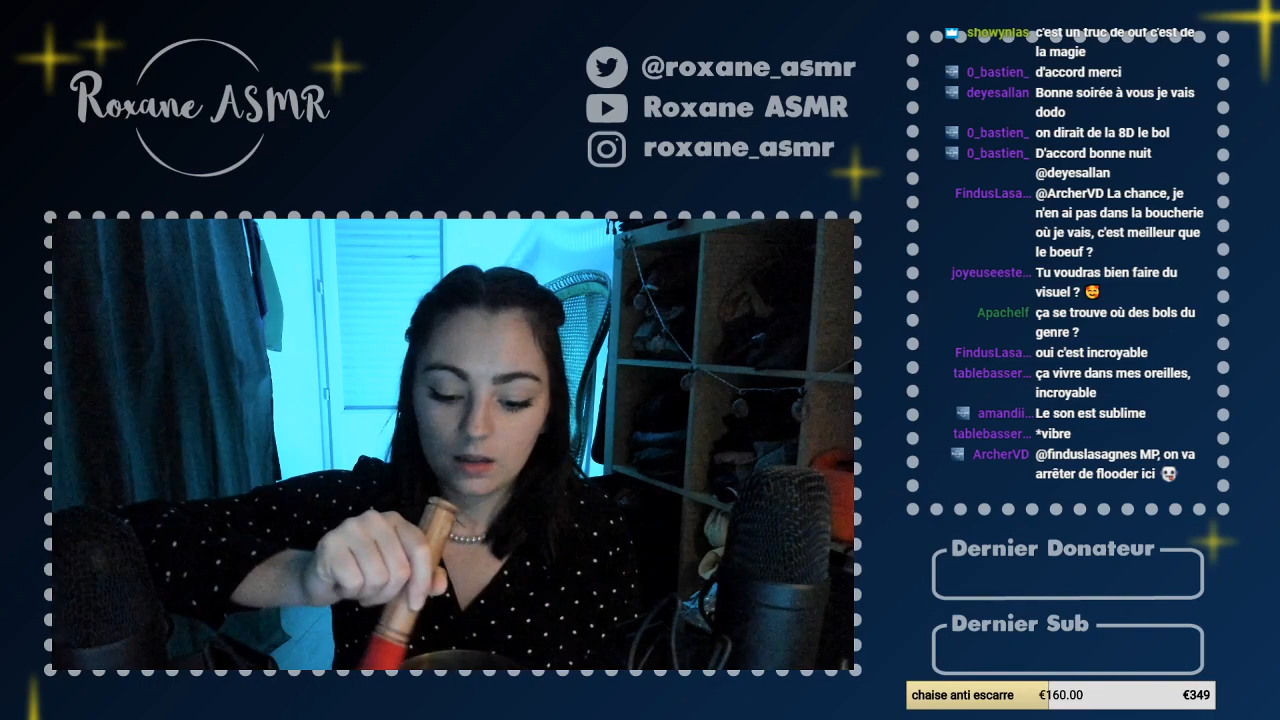 Roxane ASMR
@roxane_asmr
Roxane ASMR
roxane_asmr
showynlas c'est un truc de ouf c'est de
la magie
0_bastien_ d'accord merci
deyesallan Bonne soirée à vous je vais
dodo
0_bastien_ on dirait de la 8D le bol
0_bastien_ D'accord bonne nuit
@deyesallan
FindusLasa... @ArcherVD La chance, je
n'en ai pas dans la boucherie
où je vais, c'est meilleur que
le boeuf ?
joyeuseeste... Tu voudras bien faire du
visuel ? 🥰
Apachelf ça se trouve où des bols du
genre ?
FindusLasa... oui c'est incroyable
tablebasser... ça vivre dans mes oreilles,
incroyable
amandii... Le son est sublime
tablebasser... *vibre
ArcherVD @finduslasagnes MP, on va
arrêter de flooder ici 🤪
Dernier Donateur
Dernier Sub
chaise anti escarre €160.00 €349